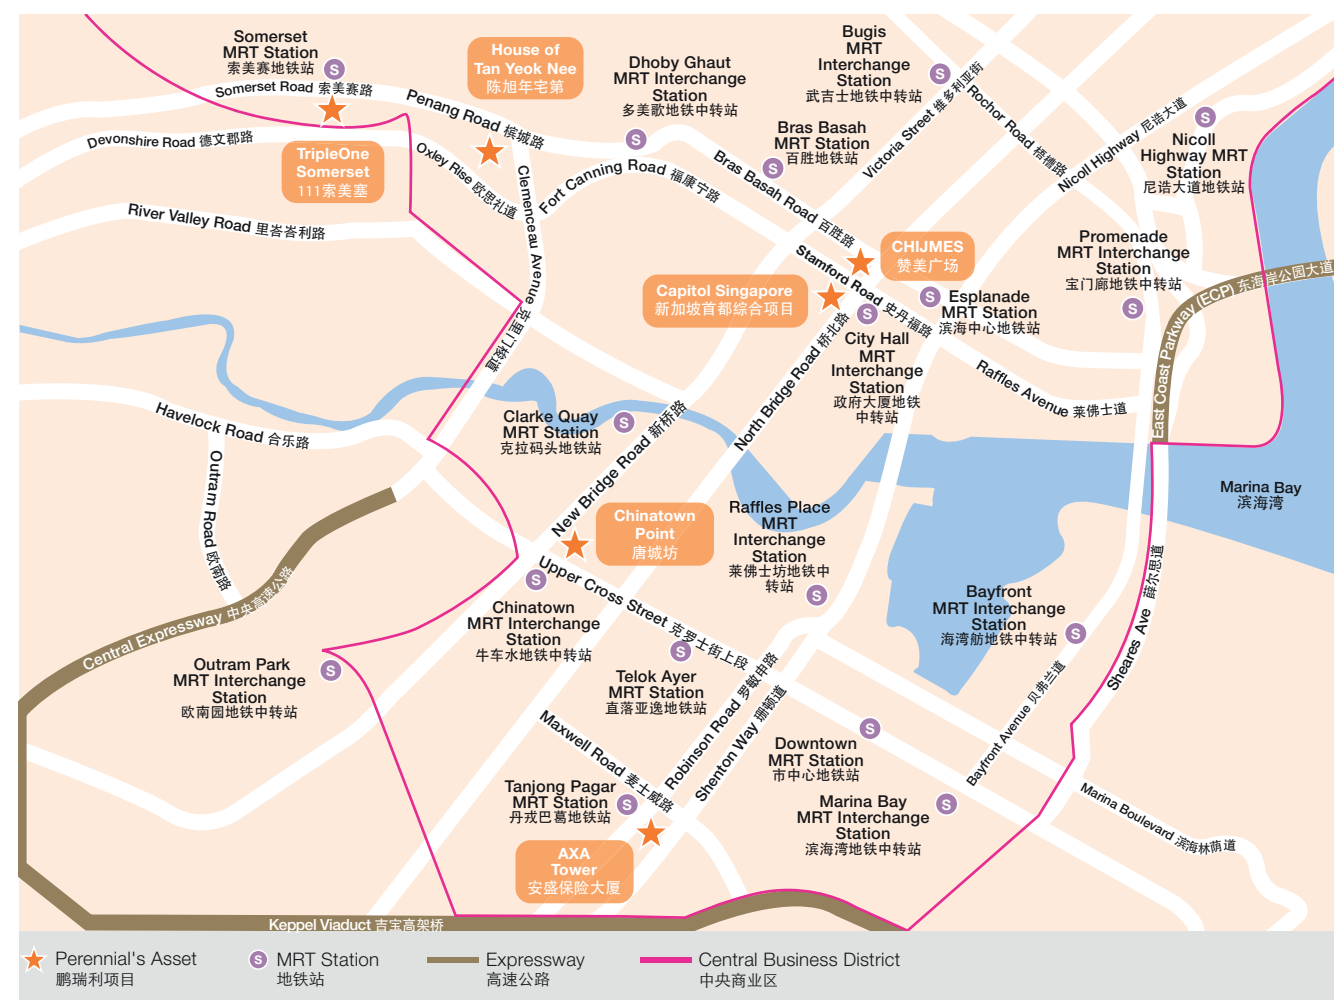 Somerset
MRT Station
索美赛地铁站
Somerset Road 索美赛路
House of
Tan Yeok Nee
陈旭年宅第
Penang Road 槟城路
Dhoby Ghaut
MRT Interchange
Station
多美歌地铁中转站
Bugis
MRT
Interchange
Station
武吉士地铁中转站
Victoria Street 维多利亚街
Rochor Road 梧槽路
Nicoll Highway 尼诰大道
Nicoll
Highway MRT
Station
尼诰大道地铁站
Bras Basah
MRT Station
百胜地铁站
Devonshire Road 德文郡路
TripleOne
Somerset
111索美塞
Oxley Rise 欧思礼道
Clemenceau Avenue 克里门梭道
Fort Canning Road 福康宁路
Bras Basah Road 百胜路
River Valley Road 里峇峇利路
CHIJMES
赞美广场
Stamford Road 史丹福路
Capitol Singapore
新加坡首都综合项目
Promenade
MRT Interchange
Station
宝门廊地铁中转站
Esplanade
MRT Station
滨海中心地铁站
East Coast Parkway (ECP) 东海岸公园大道
City Hall
MRT
Interchange
Station
政府大厦地铁
中转站
North Bridge Road 桥北路
Raffles Avenue 莱佛士道
Havelock Road 合乐路
Clarke Quay
MRT Station
克拉码头地铁站
New Bridge Road 新桥路
Outram Road 欧南路
Marina Bay
滨海湾
Chinatown
Point
唐城坊
Raffles Place
MRT
Interchange
Station
莱佛士坊地铁中
转站
Central Expressway 中央高速公路
Upper Cross Street 克罗士街上段
Chinatown
MRT Interchange
Station
牛车水地铁中转站
Bayfront
MRT Interchange
Station
海湾舫地铁中转站
Sheares Ave 薛尔思道
Outram Park
MRT Interchange
Station
欧南园地铁中转站
Telok Ayer
MRT Station
直落亚逸地铁站
Robinson Road 罗敏申路
Shenton Way 珊顿道
Bayfront Avenue 贝弗兰道
Maxwell Road 麦士威路
Downtown
MRT Station
市中心地铁站
Tanjong Pagar
MRT Station
丹戎巴葛地铁站
Marina Bay
MRT Interchange
Station
滨海湾地铁中转站
Marina Boulevard 滨海林荫道
AXA
Tower
安盛保险大厦
Keppel Viaduct 吉宝高架桥
Perennial's Asset
鹏瑞利项目
S MRT Station
地铁站
Expressway
高速公路
Central Business District
中央商业区